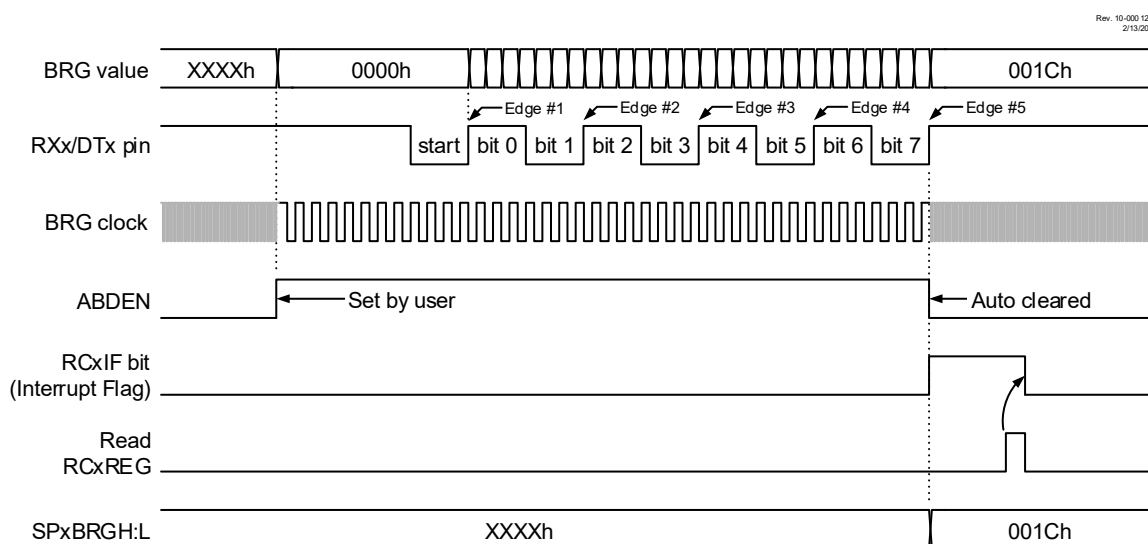 Rev. 10-000 12
2/13/20
BRG value XXXXh 0000h 001Ch
Edge #1 Edge #2 Edge #3 Edge #4 Edge #5
RXx/DTx pin start bit 0 bit 1 bit 2 bit 3 bit 4 bit 5 bit 6 bit 7
BRG clock
ABDEN Set by user Auto cleared
RCxIF bit
(Interrupt Flag)
Read
RCxREG
SPxBRGH:L XXXXh 001Ch